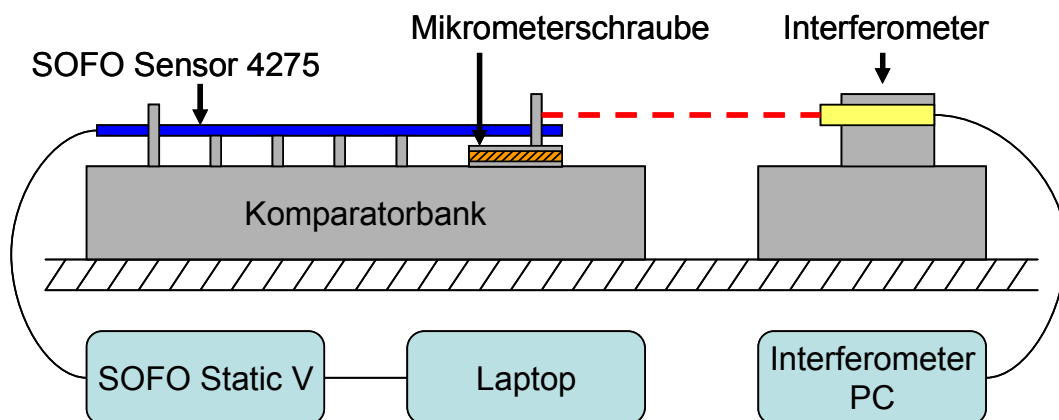 Mikrometerschraube
Interferometer
SOFO Sensor 4275
Komparatorbank
SOFO Static V
Laptop
Interferometer
PC